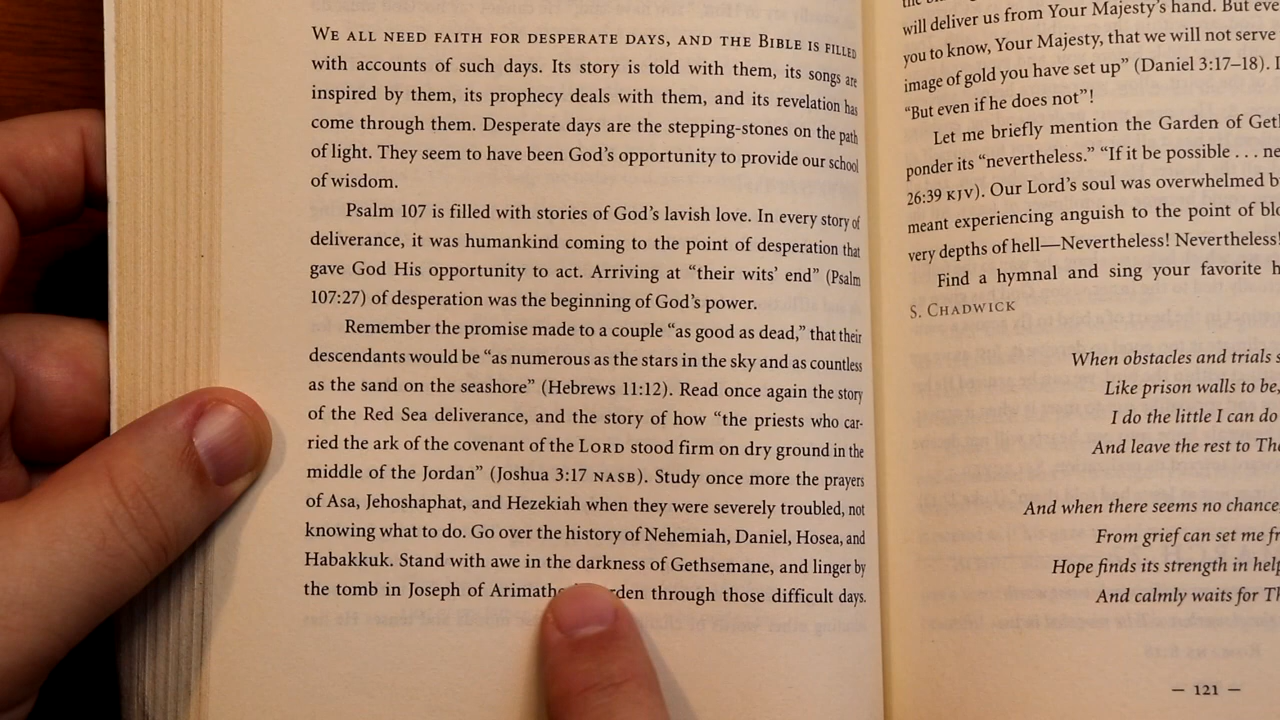 WE ALL NEED FAITH FOR DESPERATE DAYS, AND THE BIBLE IS FILLED
with accounts of such days. Its story is told with them, its songs are
inspired by them, its prophecy deals with them, and its revelation has
come through them. Desperate days are the stepping-stones on the path
of light. They seem to have been God's opportunity to provide our school
of wisdom.
Psalm 107 is filled with stories of God's lavish love. In every story of
deliverance, it was humankind coming to the point of desperation that
gave God His opportunity to act. Arriving at “their wits' end” (Psalm
107:27) of desperation was the beginning of God's power.
Remember the promise made to a couple “as good as dead,” that their
descendants would be “as numerous as the stars in the sky and as countless
as the sand on the seashore” (Hebrews 11:12). Read once again the story
of the Red Sea deliverance, and the story of how “the priests who car-
ried the ark of the covenant of the LORD stood firm on dry ground in the
middle of the Jordan” (Joshua 3:17 NASB). Study once more the prayers
of Asa, Jehoshaphat, and Hezekiah when they were severely troubled, not
knowing what to do. Go over the history of Nehemiah, Daniel, Hosea, and
Habakkuk. Stand with awe in the darkness of Gethsemane, and linger by
the tomb in Joseph of through those difficult days.
will deliver us from Your Majesty's hand. But
you to know, Your Majesty, that we will not serve
image of gold you have set up” (Daniel 3:17–18).
“But even if he does not”!
Let me briefly mention the Garden of
ponder its “nevertheless.” “If it be possible . . .
26:39 KJV). Our Lord's soul was overwhelmed
meant experiencing anguish to the point of
very depths of hell—Nevertheless! Nevertheless!
Find a hymnal and sing your favorite
S. CHADWICK
When obstacles and trials
Like prison walls to be
I do the little I can do
And leave the rest to
And when there seems no chance
From grief can set me
Hope finds its strength in
And calmly waits for
— 121 —